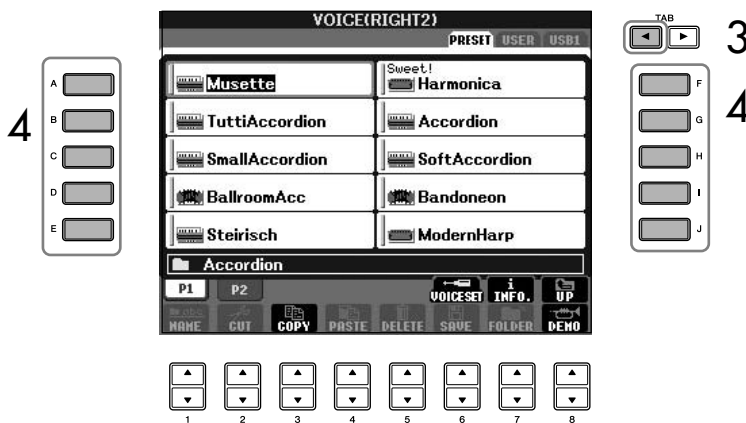 VOICE(RIGHT2)
PRESET USER USB1
TAB
3
4
A
B
C
D
E
Musette
Sweet!
Harmonica
TuttiAccordion
Accordion
SmallAccordion
SoftAccordion
BallroomAcc
Bandoneon
Steirisch
ModernHarp
F
G
H
I
J
4
Accordion
P1 P2 VOICESET INFO. UP
NAME CUT COPY PASTE DELETE SAVE FOLDER DEMO
1 2 3 4 5 6 7 8